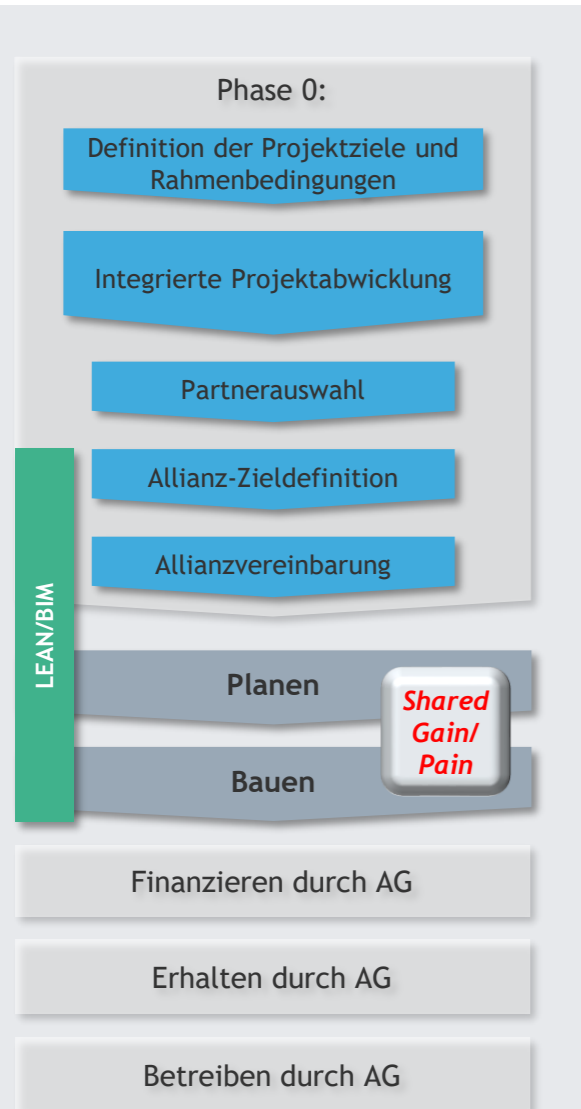 Phase 0:
Definition der Projektziele und
Rahmenbedingungen
Integrierte Projektabwicklung
Partnerauswahl
Allianz-Zieldefinition
Allianzvereinbarung
LEAN/BIM
Planen
Shared
Gain/
Pain
Bauen
Finanzieren durch AG
Erhalten durch AG
Betreiben durch AG